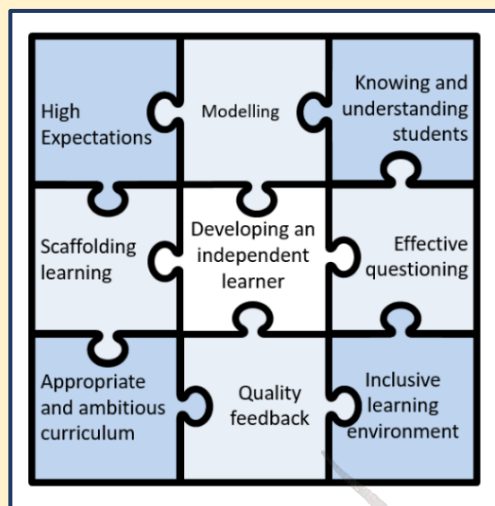 High
Expectations
Modelling
Knowing and
understanding
students
Scaffolding
learning
Developing an
independent
learner
Effective
questioning
Appropriate
and ambitious
curriculum
Quality
feedback
Inclusive
learning
environment